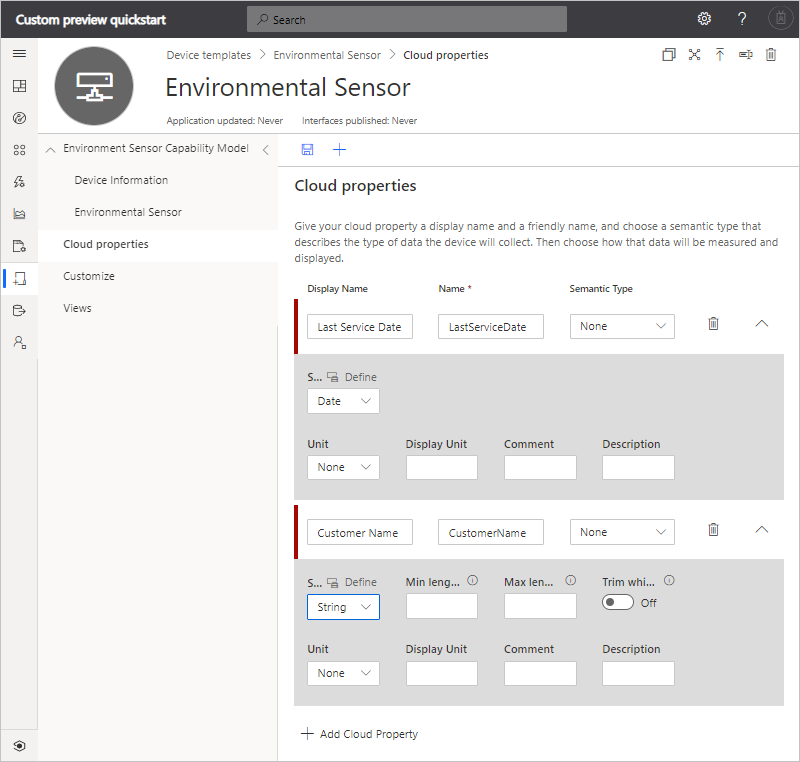 Custom preview quickstart
Search
?
Device templates > Environmental Sensor > Cloud properties
Environmental Sensor
Application updated: Never Interfaces published: Never
Environment Sensor Capability Model
Device Information
Environmental Sensor
Cloud properties
Customize
Views
Cloud properties
Give your cloud property a display name and a friendly name, and choose a semantic type that
describes the type of data the device will collect. Then choose how that data will be measured and
displayed.
Display Name Name * Semantic Type
Last Service Date LastServiceDate None
S... Define
Date
Unit Display Unit Comment Description
None
Customer Name CustomerName None
S... Define Min leng... Max len... Trim whi...
String Off
Unit Display Unit Comment Description
None
+ Add Cloud Property